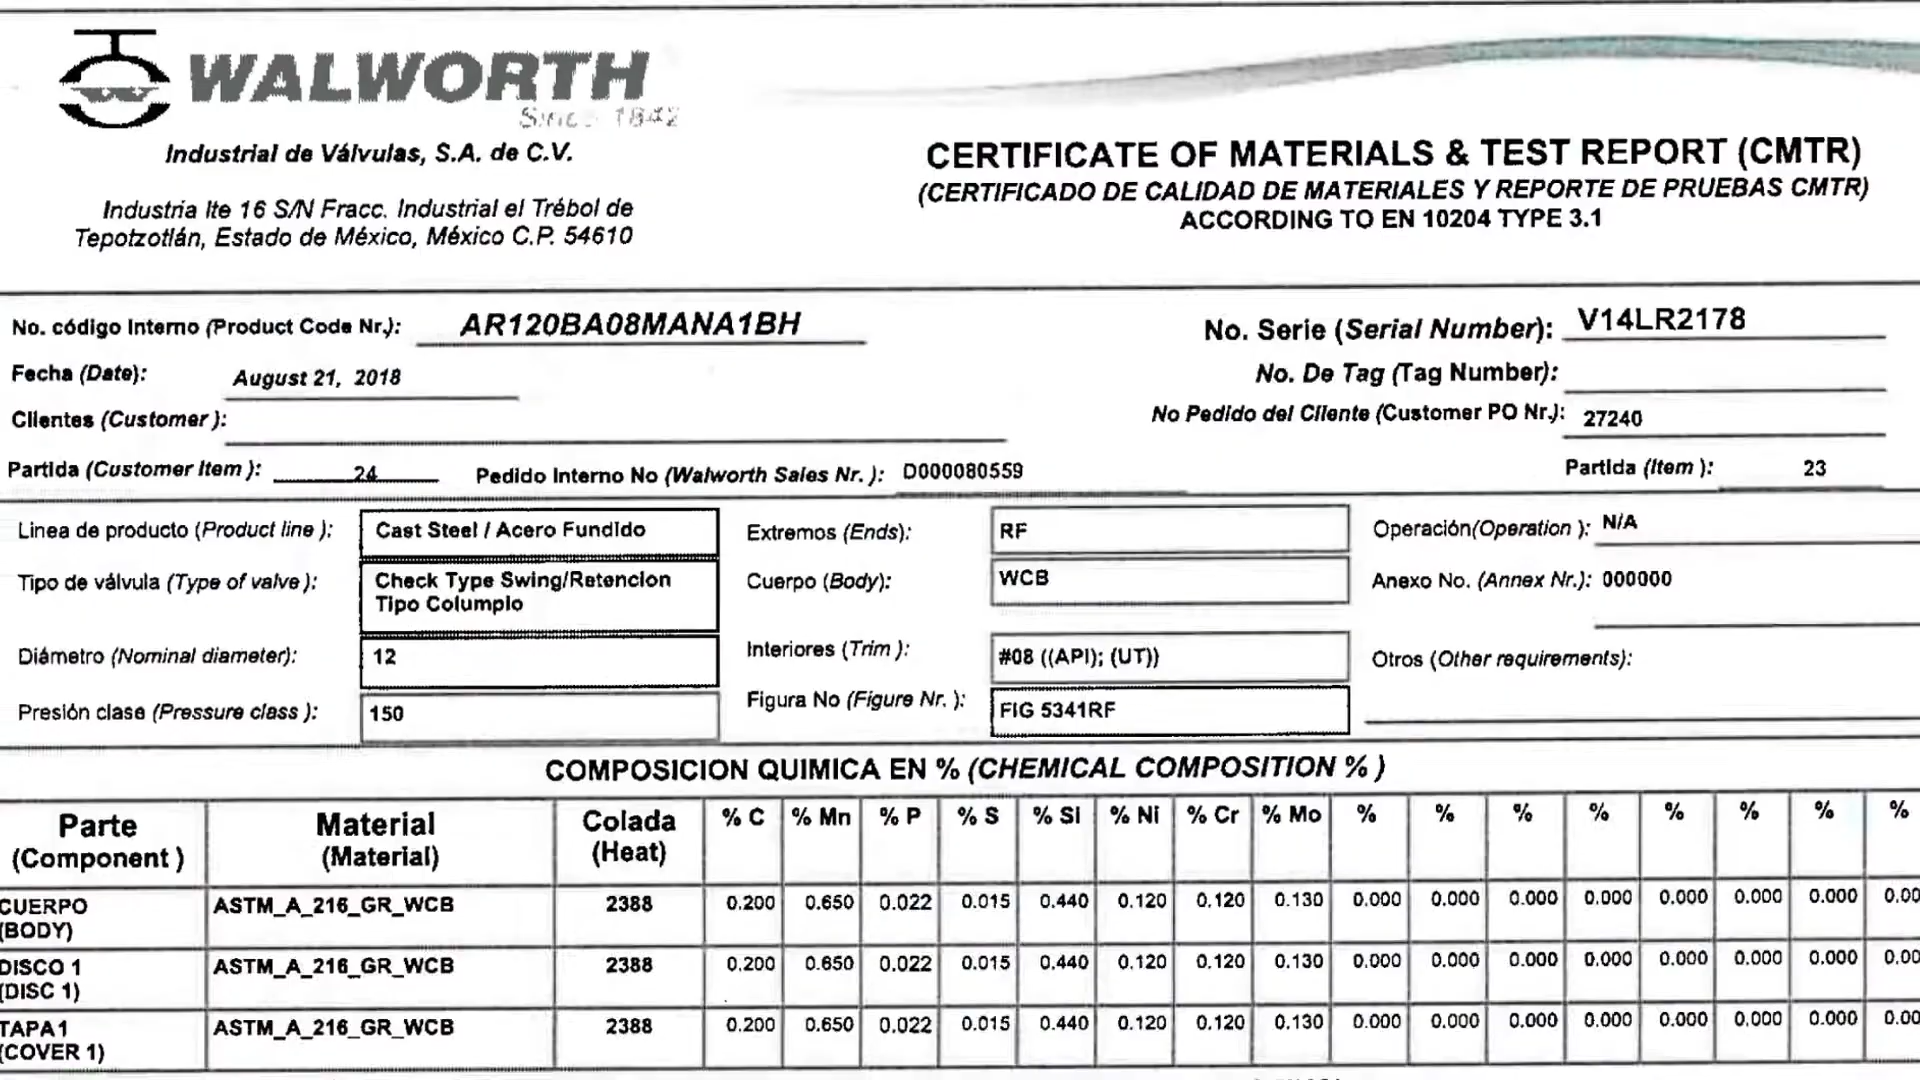 WALWORTH
Since 1842
Industrial de Válvulas, S.A. de C.V.
Industria lte 16 S/N Fracc. Industrial el Trébol de
Tepotzotlán, Estado de México, México C.P. 54610
CERTIFICATE OF MATERIALS & TEST REPORT (CMTR)
(CERTIFICADO DE CALIDAD DE MATERIALES Y REPORTE DE PRUEBAS CMTR)
ACCORDING TO EN 10204 TYPE 3.1
No. código Interno (Product Code Nr.): AR120BA08MANA1BH
No. Serie (Serial Number): V14LR2178
Fecha (Date): August 21, 2018
No. De Tag (Tag Number):
Clientes (Customer ):
No Pedido del Cliente (Customer PO Nr.): 27240
Partida (Customer Item ): 24 Pedido Interno No (Walworth Sales Nr. ): D000080559 Partida (Item ): 23
Linea de producto (Product line ): Cast Steel / Acero Fundido Extremos (Ends): RF Operación(Operation ): N/A
Tipo de válvula (Type of valve ): Check Type Swing/Retencion Cuerpo (Body): WCB Anexo No. (Annex Nr.): 000000
Tipo Columpio
Diámetro (Nominal diameter): 12 Interiores (Trim ): #08 ((API); (UT)) Otros (Other requirements):
Presión clase (Pressure class ): 150 Figura No (Figure Nr. ): FIG 5341RF
COMPOSICION QUIMICA EN % (CHEMICAL COMPOSITION % )
Parte Material Colada % C % Mn % P % S % Si % Ni % Cr % Mo % % % % % % % %
(Component ) (Material) (Heat)
CUERPO ASTM_A_216_GR_WCB 2388 0.200 0.650 0.022 0.015 0.440 0.120 0.120 0.130 0.000 0.000 0.000 0.000 0.000 0.000 0.000 0.00
(BODY)
DISCO 1 ASTM_A_216_GR_WCB 2388 0.200 0.650 0.022 0.015 0.440 0.120 0.120 0.130 0.000 0.000 0.000 0.000 0.000 0.000 0.000 0.00
(DISC 1)
TAPA1 ASTM_A_216_GR_WCB 2388 0.200 0.650 0.022 0.015 0.440 0.120 0.120 0.130 0.000 0.000 0.000 0.000 0.000 0.000 0.000 0.00
(COVER 1)